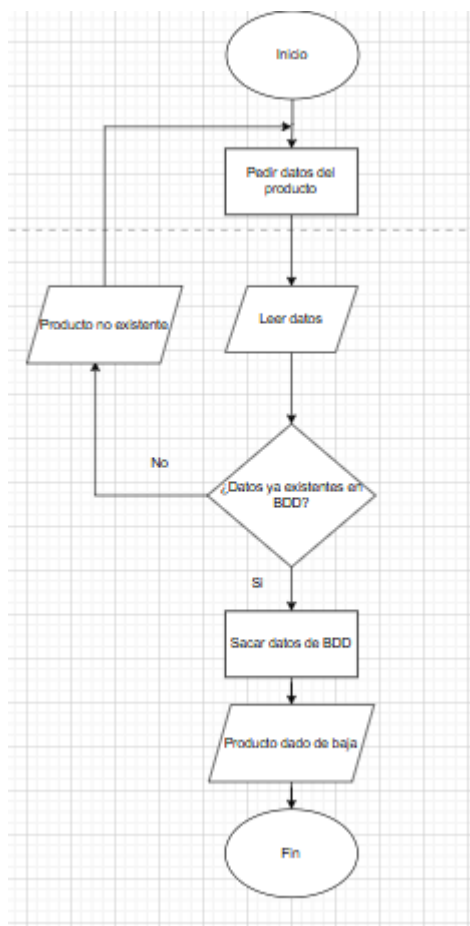 Inicio
Pedir datos del
producto
Producto no existente
Leer datos
No
¿Datos ya existentes en
BDD?
Si
Sacar datos de BDD
Producto dado de baja
Fin